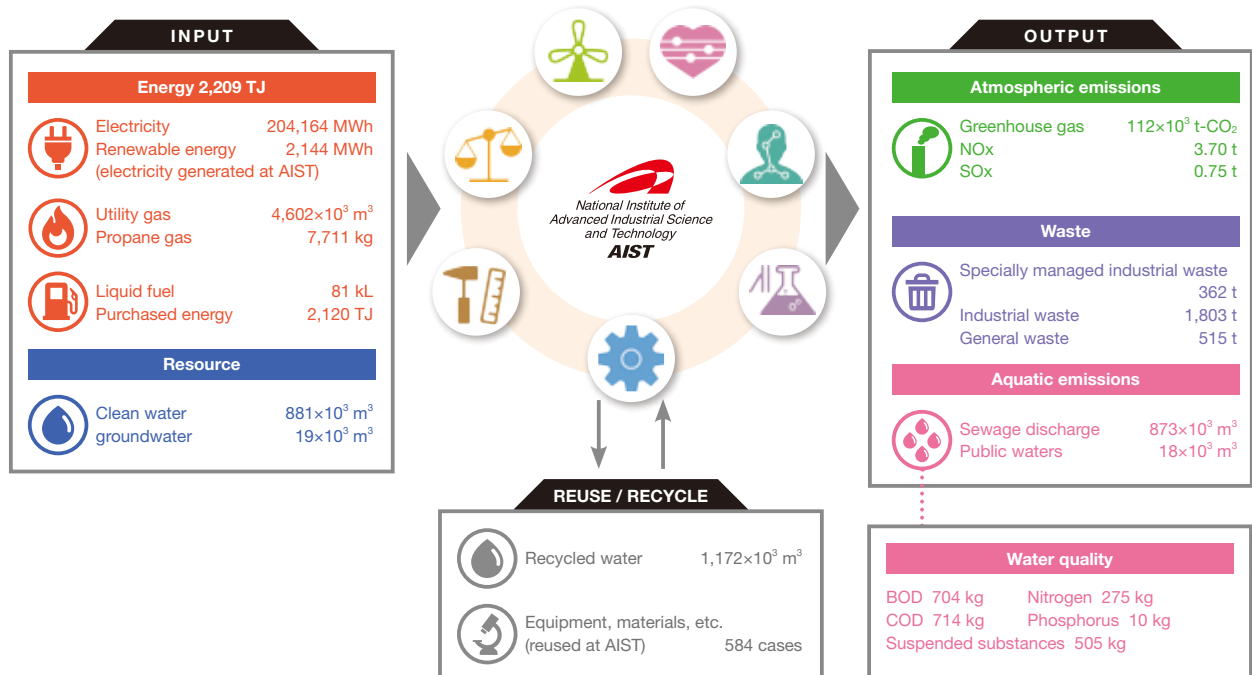 INPUT
Energy 2,209 TJ
Electricity 204,164 MWh
Renewable energy 2,144 MWh
(electricity generated at AIST)
Utility gas 4,602×10³ m³
Propane gas 7,711 kg
Liquid fuel 81 kL
Purchased energy 2,120 TJ
Resource
Clean water 881×10³ m³
groundwater 19×10³ m³
National Institute of
Advanced Industrial Science
and Technology
AIST
REUSE / RECYCLE
Recycled water 1,172×10³ m³
Equipment, materials, etc.
(reused at AIST) 584 cases
OUTPUT
Atmospheric emissions
Greenhouse gas 112×10³ t-CO₂
NOx 3.70 t
SOx 0.75 t
Waste
Specially managed industrial waste
362 t
Industrial waste 1,803 t
General waste 515 t
Aquatic emissions
Sewage discharge 873×10³ m³
Public waters 18×10³ m³
Water quality
BOD 704 kg Nitrogen 275 kg
COD 714 kg Phosphorus 10 kg
Suspended substances 505 kg